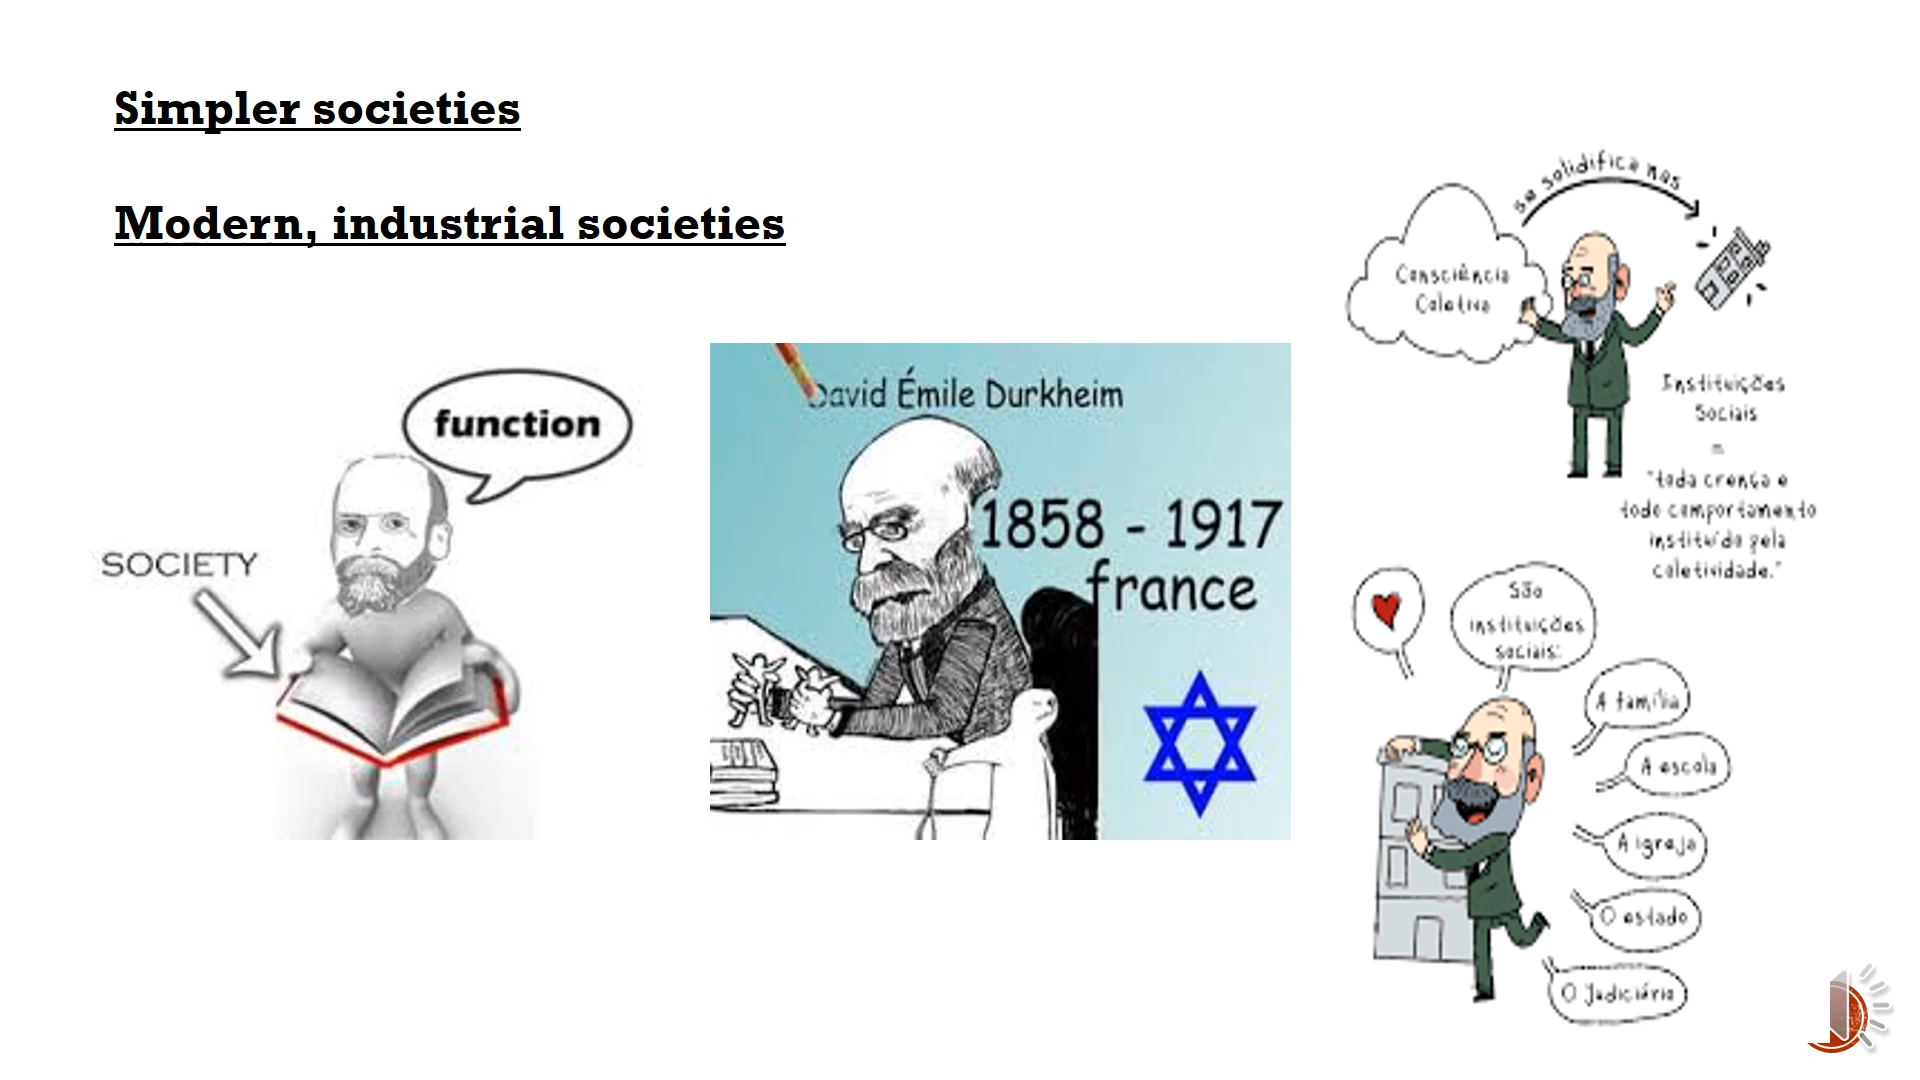 Simpler societies
Modern, industrial societies
function
SOCIETY
David Émile Durkheim
1858 - 1917
france
se solidifica nas
Consciência
Coletiva
Instituições
Sociais
=
"toda crença e
todo comportamento
instituído pela
coletividade."
São
instituições
sociais:
A família
A escola
A igreja
O estado
O Judiciário